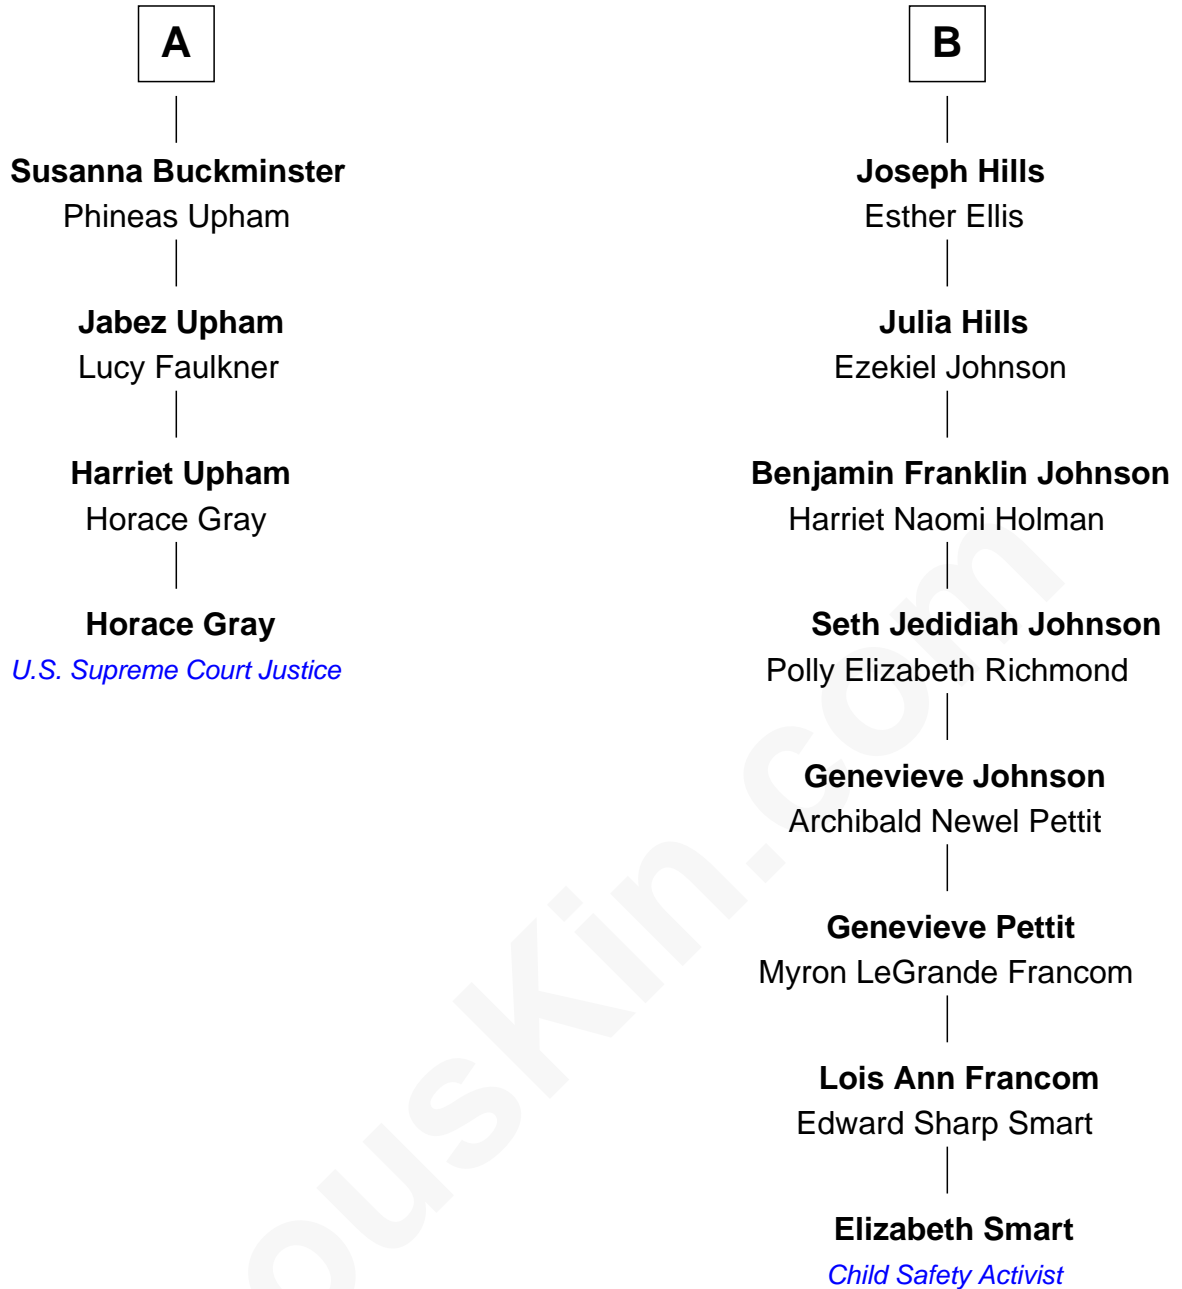 A
Susanna Buckminster
Phineas Upham
Jabez Upham
Lucy Faulkner
Harriet Upham
Horace Gray
Horace Gray
U.S. Supreme Court Justice
B
Joseph Hills
Esther Ellis
Julia Hills
Ezekiel Johnson
Benjamin Franklin Johnson
Harriet Naomi Holman
Seth Jedidiah Johnson
Polly Elizabeth Richmond
Genevieve Johnson
Archibald Newel Pettit
Genevieve Pettit
Myron LeGrande Francom
Lois Ann Francom
Edward Sharp Smart
Elizabeth Smart
Child Safety Activist
ousKin.com